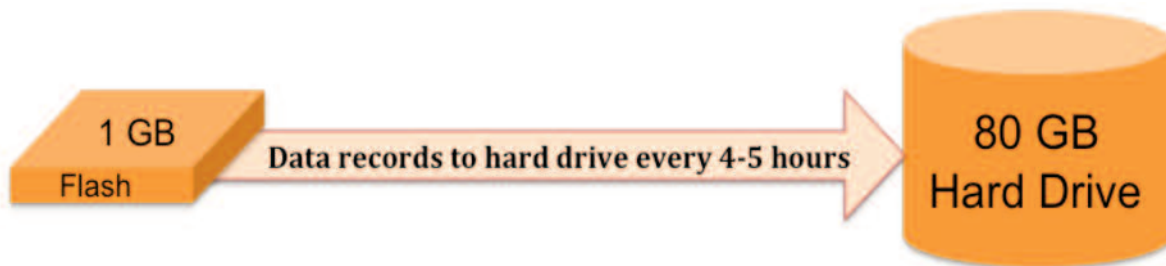 1 GB
Flash
Data records to hard drive every 4-5 hours
80 GB
Hard Drive